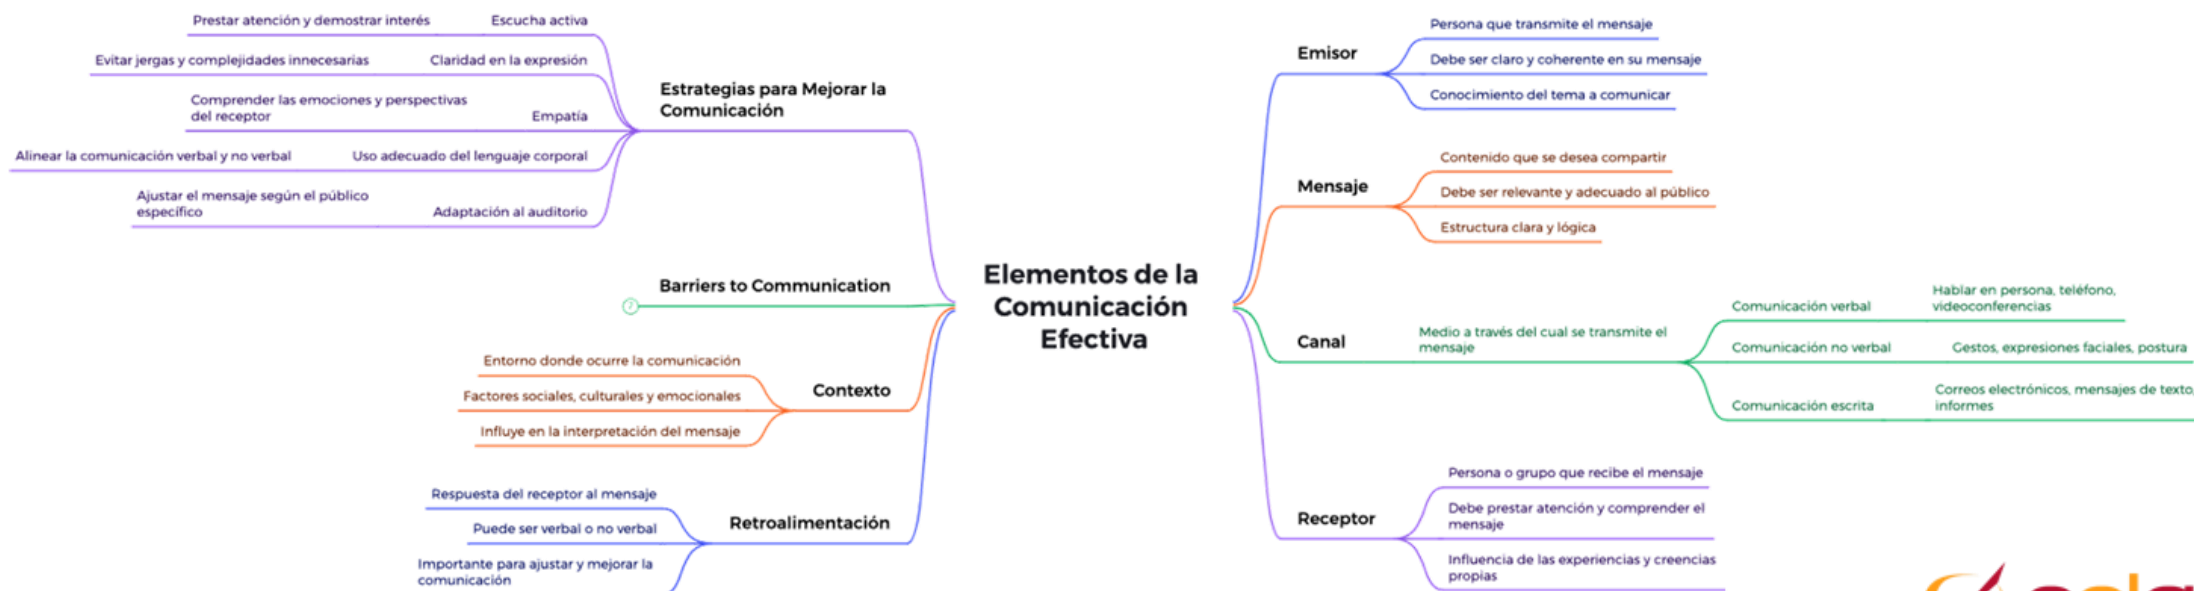 Elementos de la
Comunicación
Efectiva
Emisor
Persona que transmite el mensaje
Debe ser claro y coherente en su mensaje
Conocimiento del tema a comunicar
Mensaje
Contenido que se desea compartir
Debe ser relevante y adecuado al público
Estructura clara y lógica
Canal
Medio a través del cual se transmite el
mensaje
Comunicación verbal
Hablar en persona, teléfono,
videoconferencias
Comunicación no verbal
Gestos, expresiones faciales, postura
Comunicación escrita
Correos electrónicos, mensajes de texto,
informes
Receptor
Persona o grupo que recibe el mensaje
Debe prestar atención y comprender el
mensaje
Influencia de las experiencias y creencias
propias
Estrategias para Mejorar la
Comunicación
Escucha activa
Prestar atención y demostrar interés
Claridad en la expresión
Evitar jergas y complejidades innecesarias
Empatía
Comprender las emociones y perspectivas
del receptor
Uso adecuado del lenguaje corporal
Alinear la comunicación verbal y no verbal
Adaptación al auditorio
Ajustar el mensaje según el público
específico
Barriers to Communication
Contexto
Entorno donde ocurre la comunicación
Factores sociales, culturales y emocionales
Influye en la interpretación del mensaje
Retroalimentación
Respuesta del receptor al mensaje
Puede ser verbal o no verbal
Importante para ajustar y mejorar la
comunicación